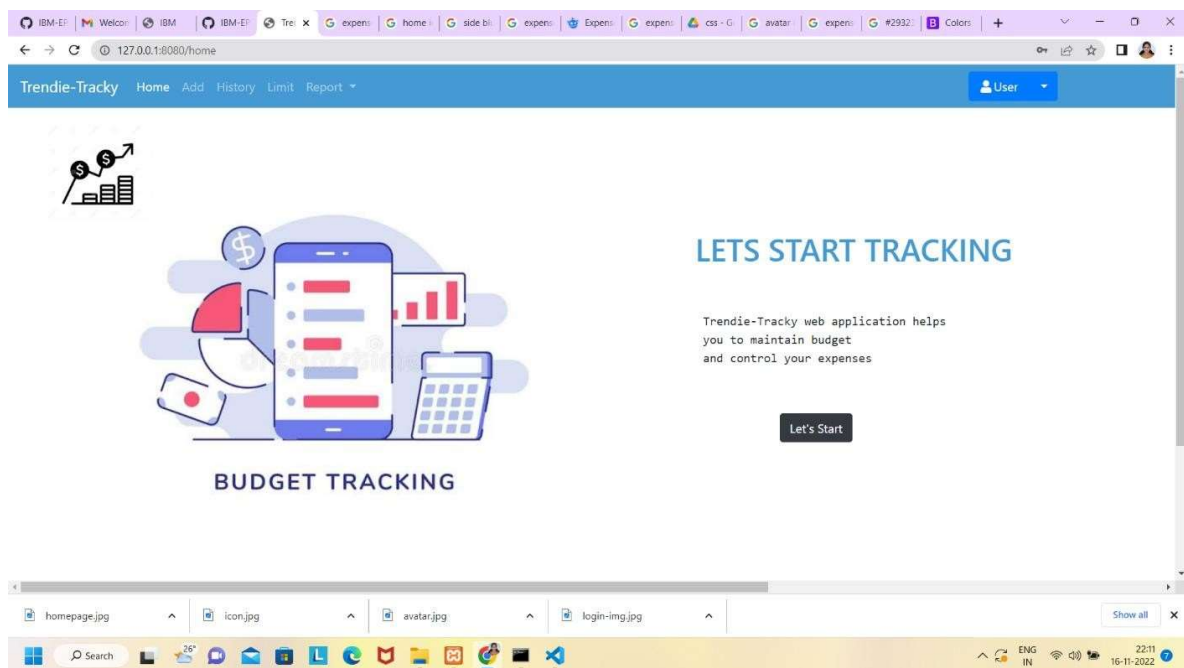 IBM-EP
Welcon
IBM
IBM-EP
Tre
expens
home i
side bl
expens
Expens
expens
css - G
avatar
expens
#2932
Colors
127.0.0.1:8080/home
Trendie-Tracky Home Add History Limit Report
User
LETS START TRACKING
Trendie-Tracky web application helps
you to maintain budget
and control your expenses
Let's Start
BUDGET TRACKING
homepage.jpg
icon.jpg
avatar.jpg
login-img.jpg
Show all
Search
26°
ENG
IN
22:11
16-11-2022